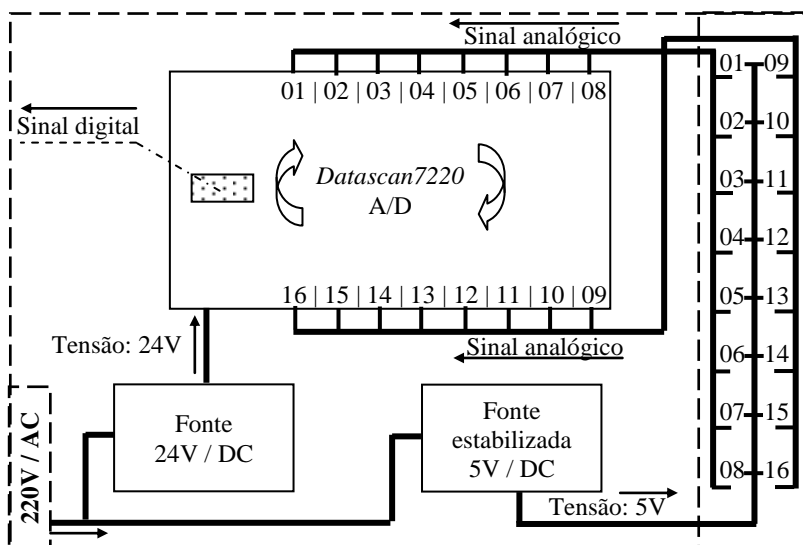 Sinal analógico
01 | 02 | 03 | 04 | 05 | 06 | 07 | 08
Sinal digital
Datascan7220
A/D
16 | 15 | 14 | 13 | 12 | 11 | 10 | 09
Tensão: 24V
Sinal analógico
Fonte
24V / DC
Fonte
estabilizada
5V / DC
220V / AC
Tensão: 5V
01 09
02 10
03 11
04 12
05 13
06 14
07 15
08 16